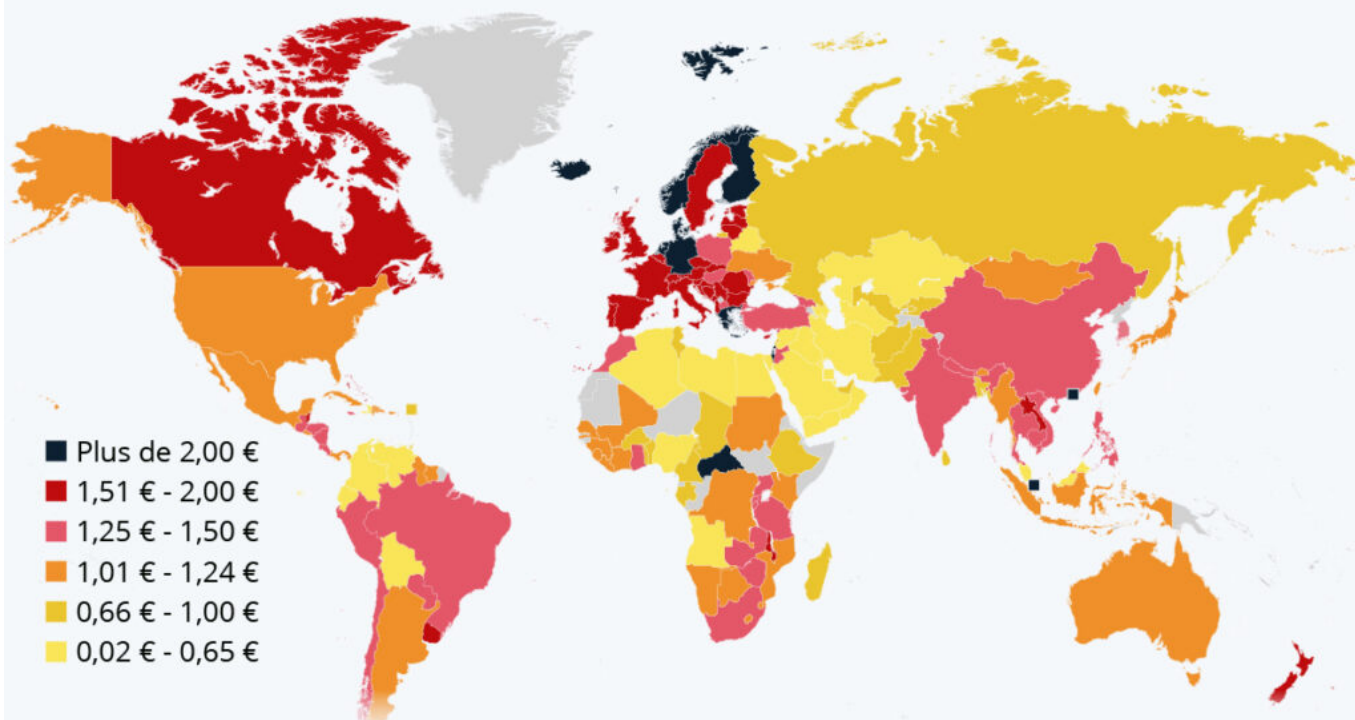 Plus de 2,00 €
1,51 € - 2,00 €
1,25 € - 1,50 €
1,01 € - 1,24 €
0,66 € - 1,00 €
0,02 € - 0,65 €